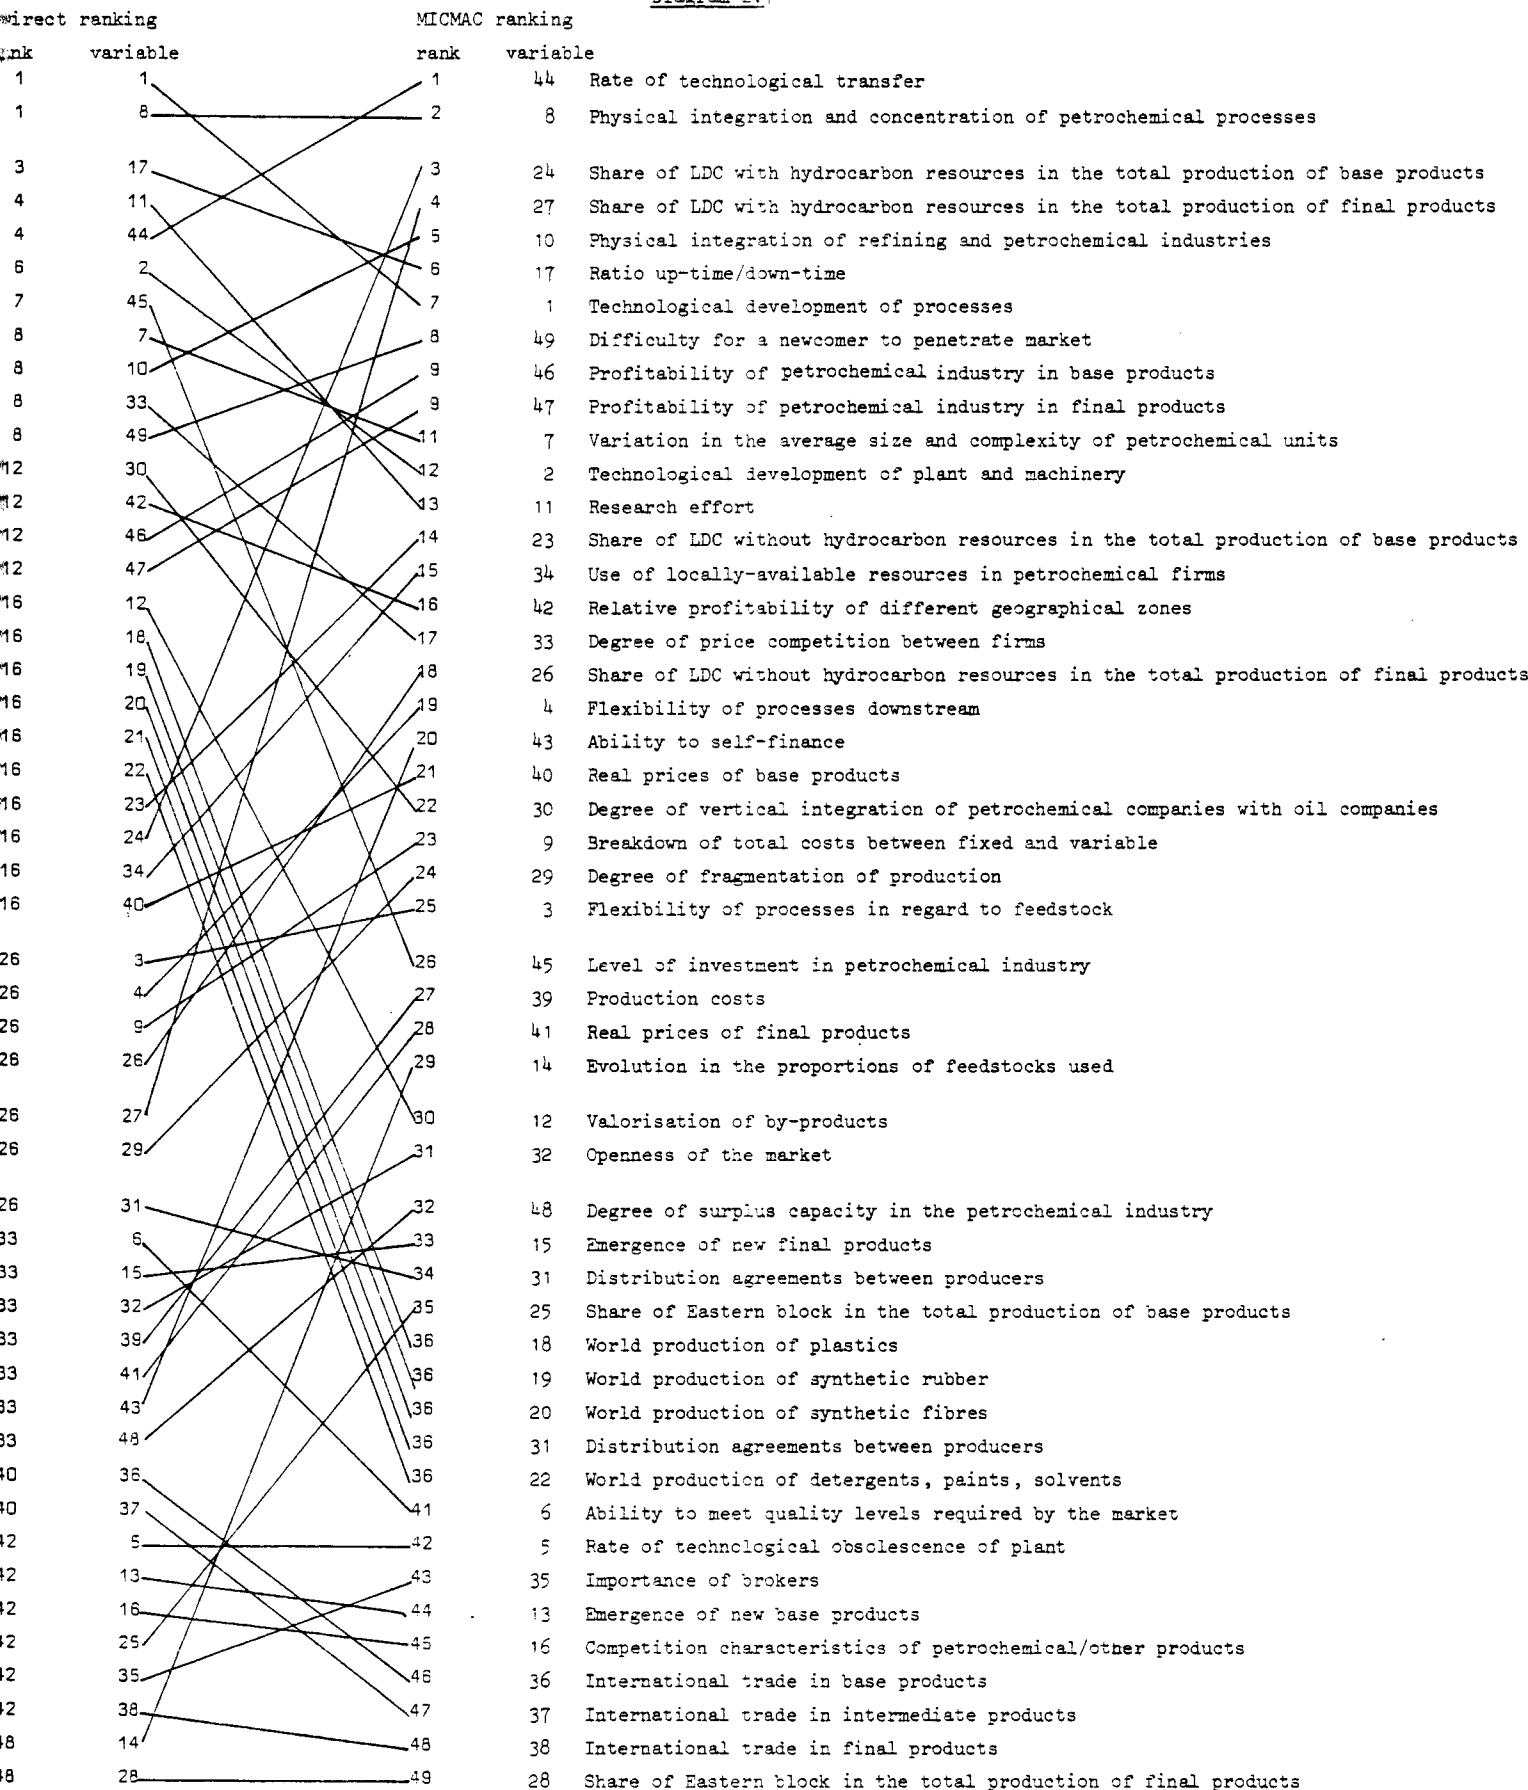 Direct ranking MICMAC ranking
rank variable rank variable
1 1 1 44 Rate of technological transfer
1 8 2 8 Physical integration and concentration of petrochemical processes
3 17 3 24 Share of LDC with hydrocarbon resources in the total production of base products
4 11 4 27 Share of LDC with hydrocarbon resources in the total production of final products
4 44 5 10 Physical integration of refining and petrochemical industries
6 2 6 17 Ratio up-time/down-time
7 45 7 1 Technological development of processes
8 7 8 49 Difficulty for a newcomer to penetrate market
8 10 9 46 Profitability of petrochemical industry in base products
8 33 9 47 Profitability of petrochemical industry in final products
8 49 11 7 Variation in the average size and complexity of petrochemical units
12 30 12 2 Technological development of plant and machinery
12 42 13 11 Research effort
12 46 14 23 Share of LDC without hydrocarbon resources in the total production of base products
12 47 15 34 Use of locally-available resources in petrochemical firms
16 12 16 42 Relative profitability of different geographical zones
16 18 17 33 Degree of price competition between firms
16 19 18 26 Share of LDC without hydrocarbon resources in the total production of final products
16 20 19 4 Flexibility of processes downstream
16 21 20 43 Ability to self-finance
16 22 21 40 Real prices of base products
16 23 22 30 Degree of vertical integration of petrochemical companies with oil companies
16 24 23 9 Breakdown of total costs between fixed and variable
16 34 24 29 Degree of fragmentation of production
16 40 25 3 Flexibility of processes in regard to feedstock
26 3 26 45 Level of investment in petrochemical industry
26 4 27 39 Production costs
26 9 28 41 Real prices of final products
26 26 29 14 Evolution in the proportions of feedstocks used
26 27 30 12 Valorisation of by-products
26 29 31 32 Openness of the market
26 31 32 48 Degree of surplus capacity in the petrochemical industry
33 6 33 15 Emergence of new final products
33 15 34 31 Distribution agreements between producers
33 32 35 25 Share of Eastern block in the total production of base products
33 39 36 18 World production of plastics
33 41 36 19 World production of synthetic rubber
33 43 36 20 World production of synthetic fibres
33 48 36 31 Distribution agreements between producers
40 36 36 22 World production of detergents, paints, solvents
40 37 41 6 Ability to meet quality levels required by the market
42 5 42 5 Rate of technological obsolescence of plant
42 13 43 35 Importance of brokers
42 16 44 13 Emergence of new base products
42 25 45 16 Competition characteristics of petrochemical/other products
42 35 46 36 International trade in base products
42 38 47 37 International trade in intermediate products
48 14 48 38 International trade in final products
48 28 49 28 Share of Eastern block in the total production of final products